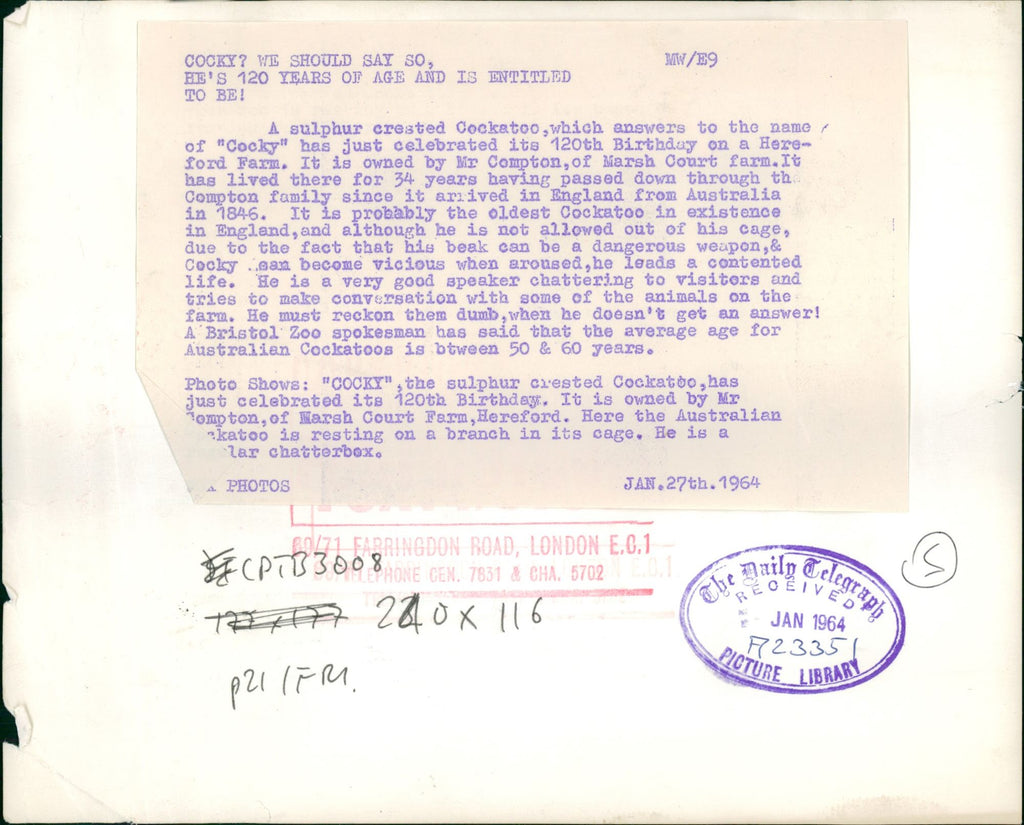 COCKY? WE SHOULD SAY SO, MW/E9
HE'S 120 YEARS OF AGE AND IS ENTITLED
TO BE!
A sulphur crested Cockatoo,which answers to the name
of "Cocky" has just celebrated its 120th Birthday on a Here-
ford Farm. It is owned by Mr Compton,of Marsh Court farm.It
has lived there for 34 years having passed down through th
Compton family since it arrived in England from Australia
in 1846. It is probably the oldest Cockatoo in existence
in England,and although he is not allowed out of his cage,
due to the fact that his beak can be a dangerous weapon,&
Cocky can become vicious when aroused,he leads a contented
life. He is a very good speaker chattering to visitors and
tries to make conversation with some of the animals on the
farm. He must reckon them dumb,when he doesn't get an answer!
A Bristol Zoo spokesman has said that the average age for
Australian Cockatoos is btween 50 & 60 years.
Photo Shows: "COCKY",the sulphur crested Cockatoo,has
just celebrated its 120th Birthday. It is owned by Mr
ompton,of Marsh Court Farm,Hereford. Here the Australian
katoo is resting on a branch in its cage. He is a
lar chatterbox.
PHOTOS JAN.27th.1964
/71 FARRINGDON ROAD, LONDON E.C.1
TELEPHONE CEN. 7831 & CHA. 5702
CPTB3008
210 X 116
p21/FRI.
5
The Daily Telegraph
RECEIVED
JAN 1964
A23351
PICTURE LIBRARY